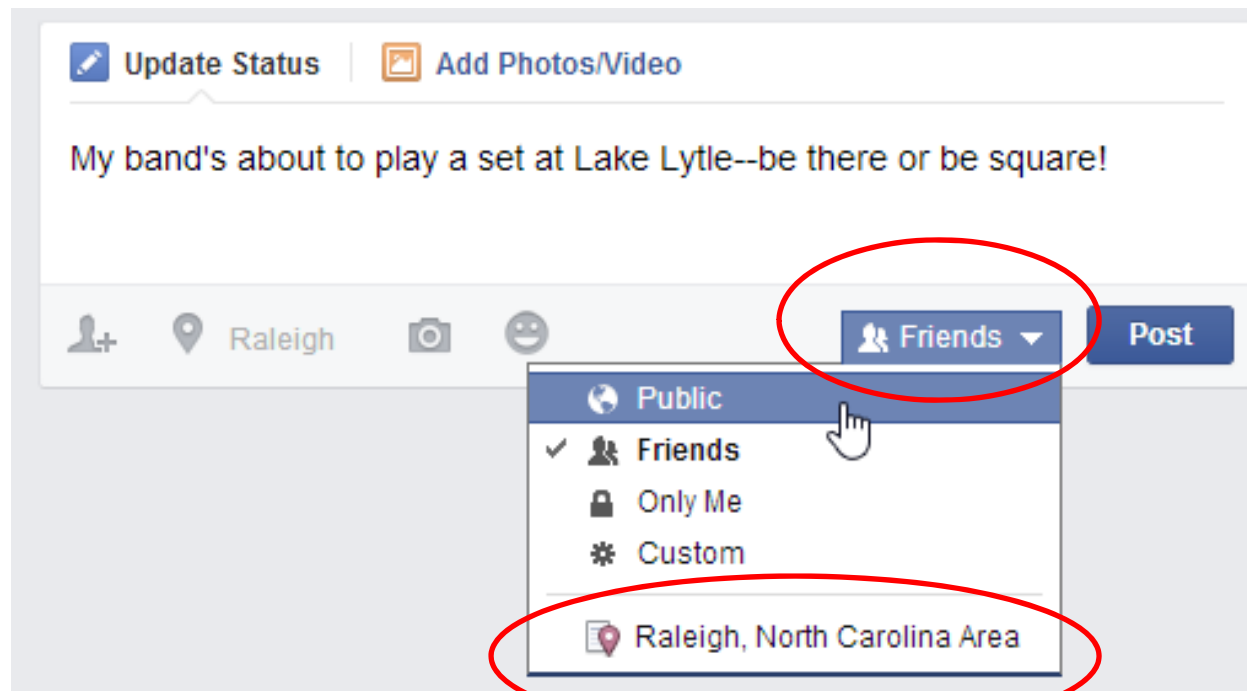 Update Status Add Photos/Video
My band's about to play a set at Lake Lytle--be there or be square!
Raleigh Friends Post
Public
Friends
Only Me
Custom
Raleigh, North Carolina Area